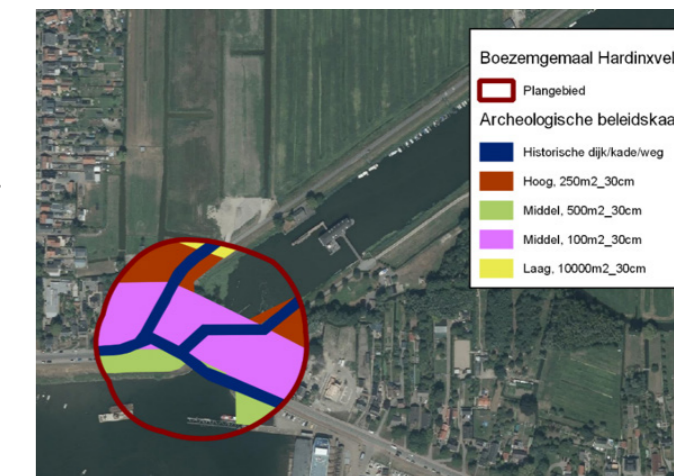 Boezemgemaal Hardinxvel
Plangebied
Archeologische beleidskaa
Historische dijk/kade/weg
Hoog, 250m2_30cm
Middel, 500m2_30cm
Middel, 100m2_30cm
Laag, 10000m2_30cm